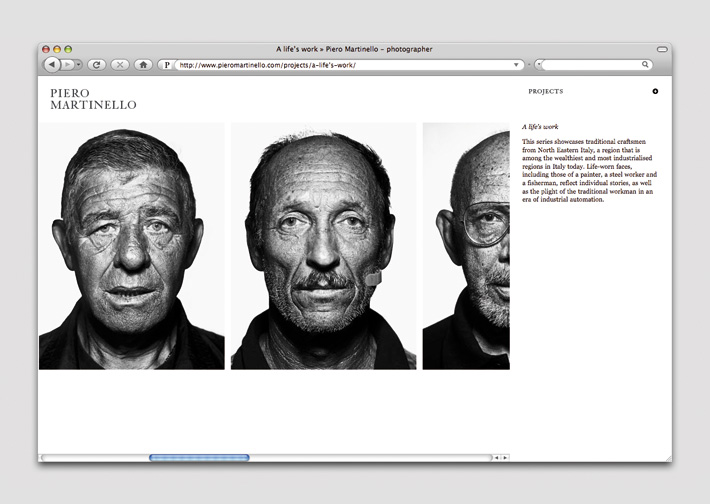 A life's work » Piero Martinello – photographer
P http://www.pieromartinello.com/projects/a-life's-work/
PIERO
MARTINELLO
PROJECTS
A life's work
This series showcases traditional craftsmen
from North Eastern Italy, a region that is
among the wealthiest and most industrialised
regions in Italy today. Life-worn faces,
including those of a painter, a steel worker and
a fisherman, reflect individual stories, as well
as the plight of the traditional workman in an
era of industrial automation.